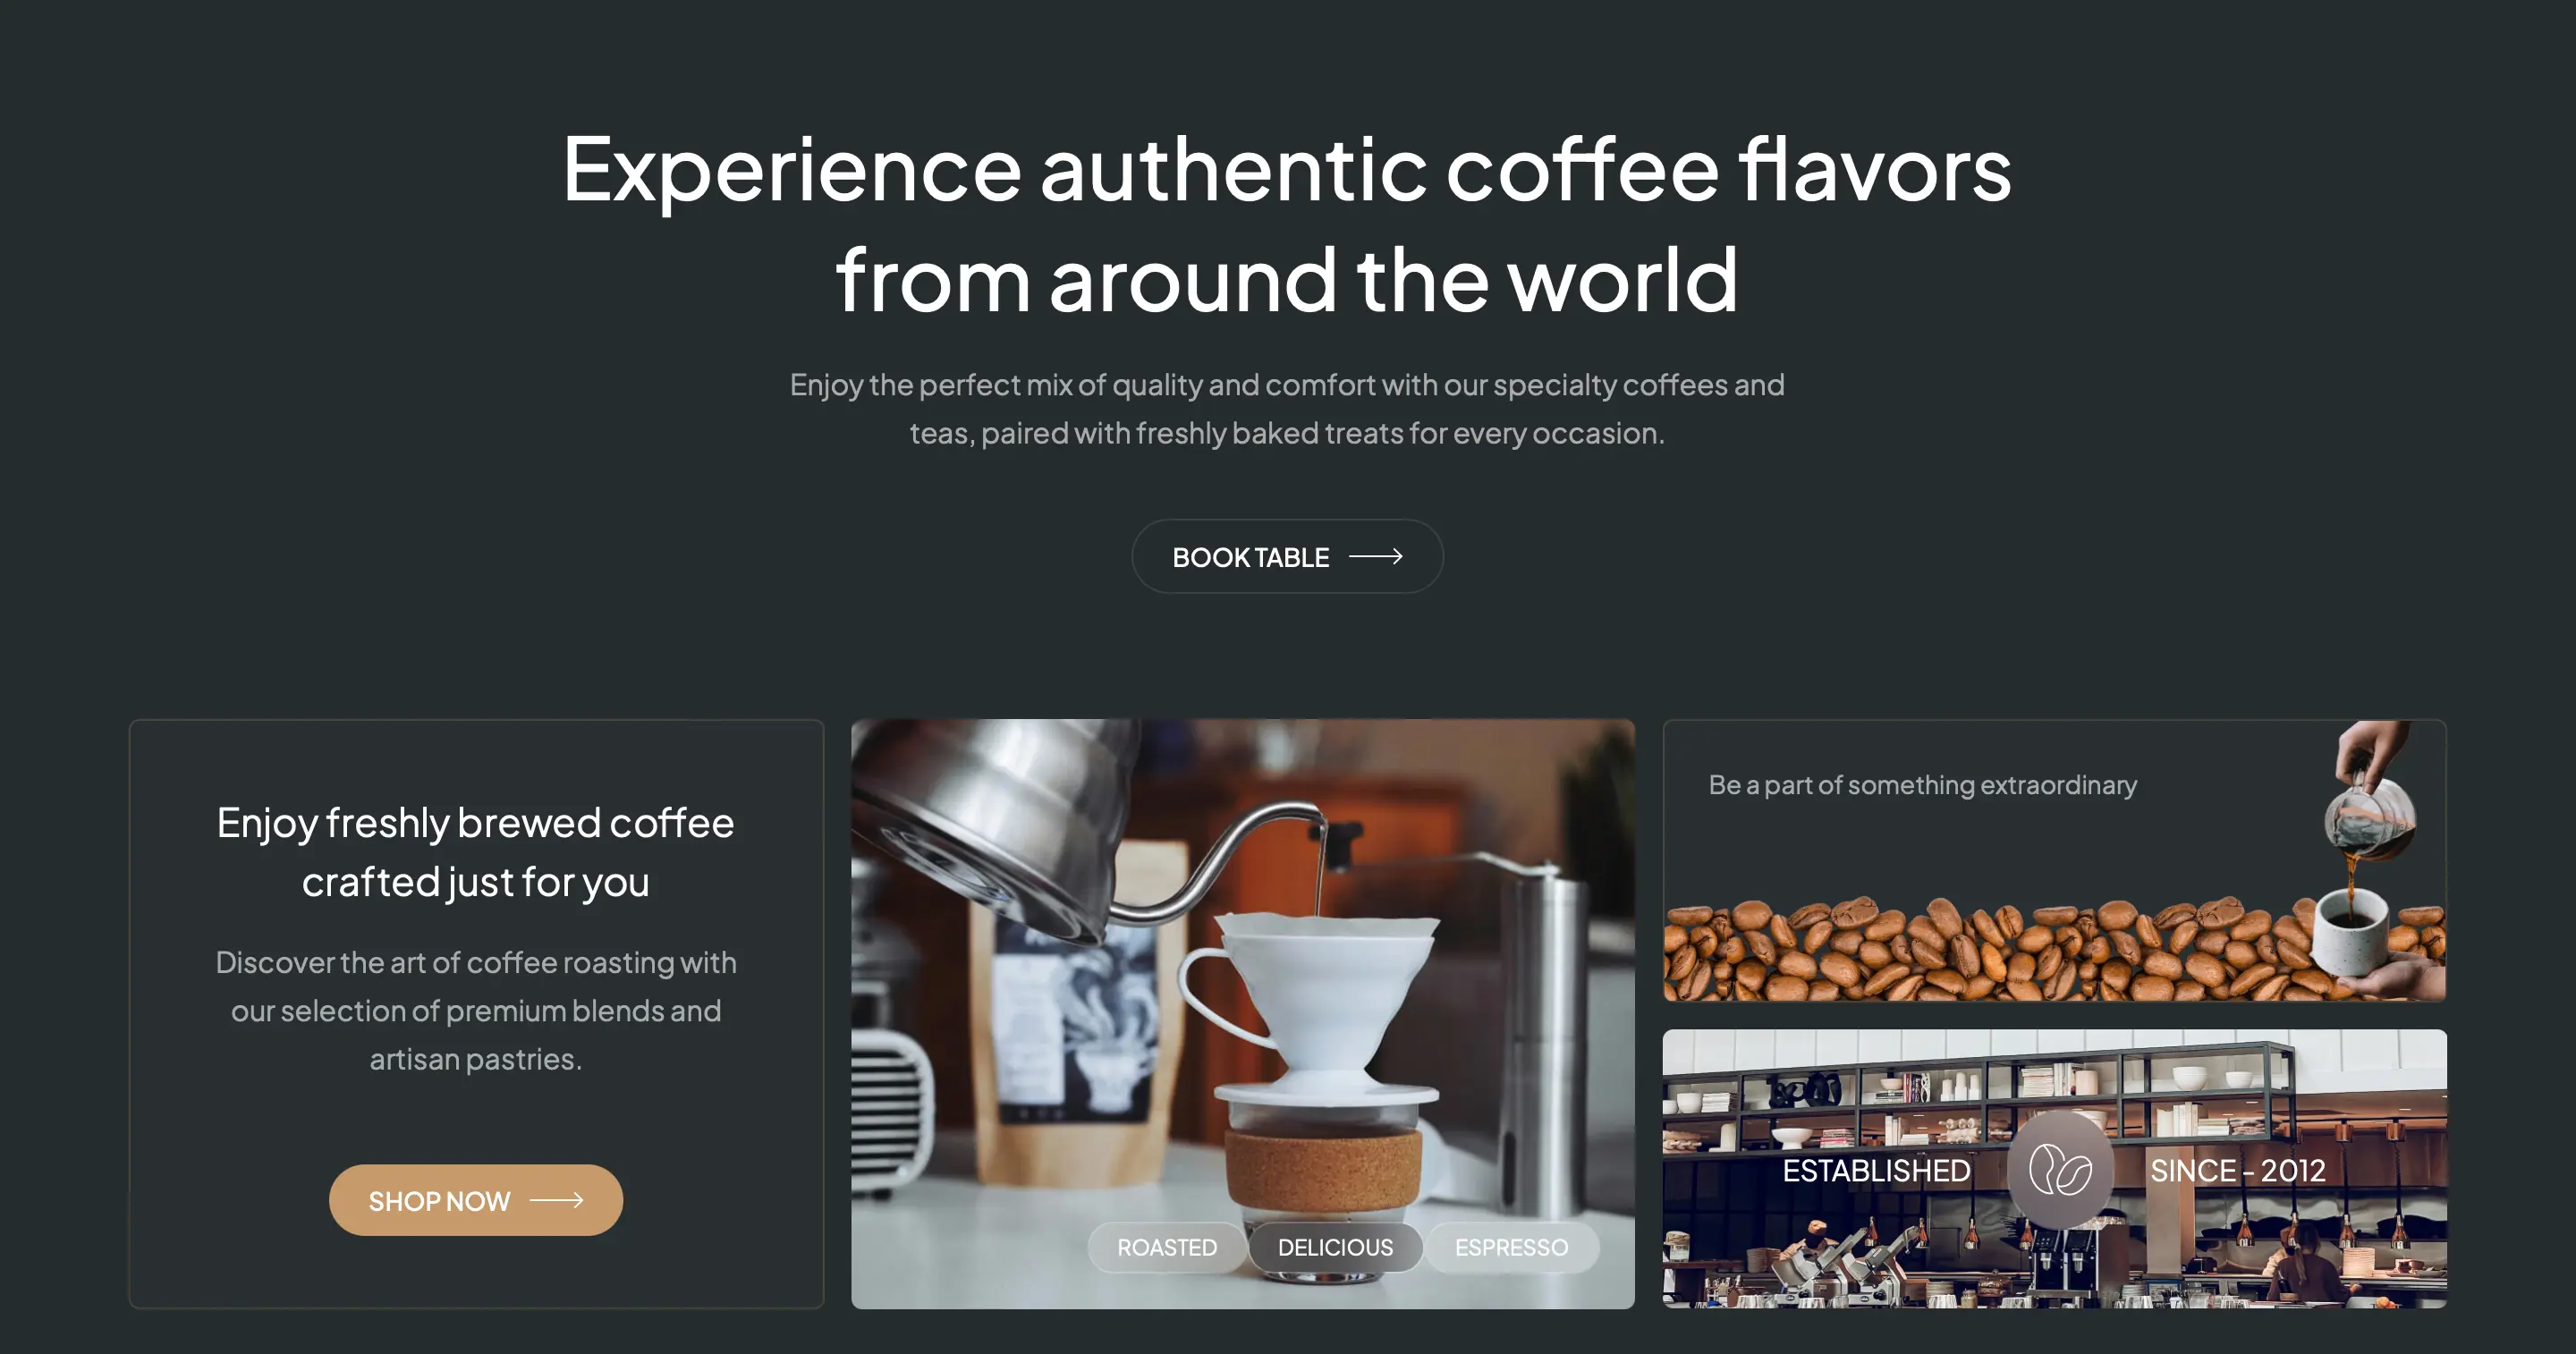 Experience authentic coffee flavors
from around the world
Enjoy the perfect mix of quality and comfort with our specialty coffees and
teas, paired with freshly baked treats for every occasion.
BOOK TABLE
Enjoy freshly brewed coffee
crafted just for you
Discover the art of coffee roasting with
our selection of premium blends and
artisan pastries.
SHOP NOW
ROASTED
DELICIOUS
ESPRESSO
Be a part of something extraordinary
ESTABLISHED
SINCE - 2012